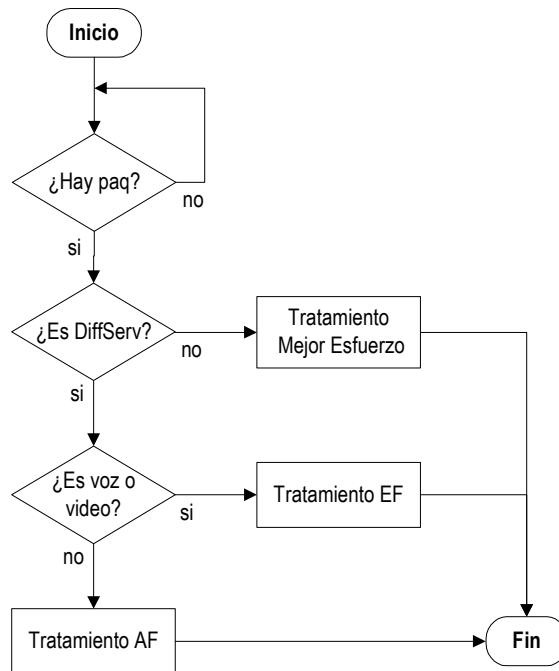 Inicio
¿Hay paq?
no
si
¿Es DiffServ?
no
Tratamiento
Mejor Esfuerzo
si
¿Es voz o
video?
si
Tratamiento EF
no
Tratamiento AF
Fin